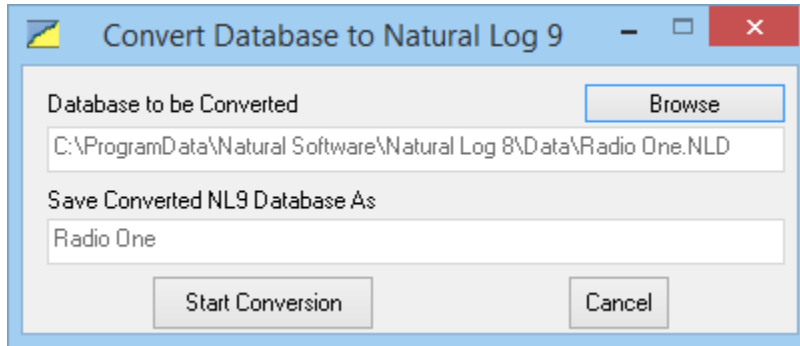 Convert Database to Natural Log 9
Database to be Converted
Browse
C:\ProgramData\Natural Software\Natural Log 8\Data\Radio One.NLD
Save Converted NL9 Database As
Radio One
Start Conversion
Cancel